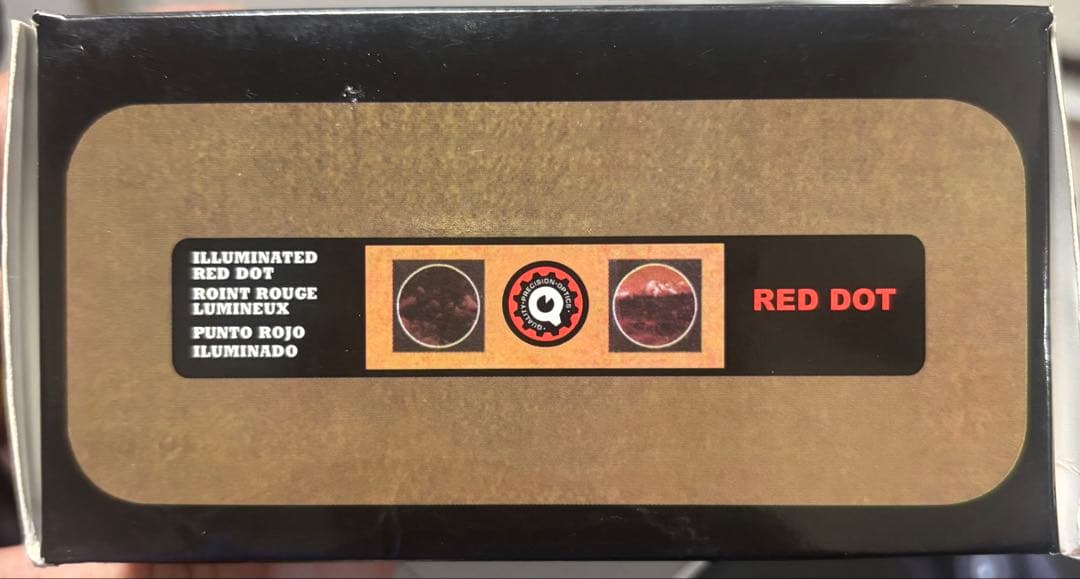 ILLUMINATED
RED DOT
ROINT ROUGE
LUMINEUX
PUNTO ROJO
ILUMINADO
QUALITY·PRECISION·OPTICS·
Q
RED DOT